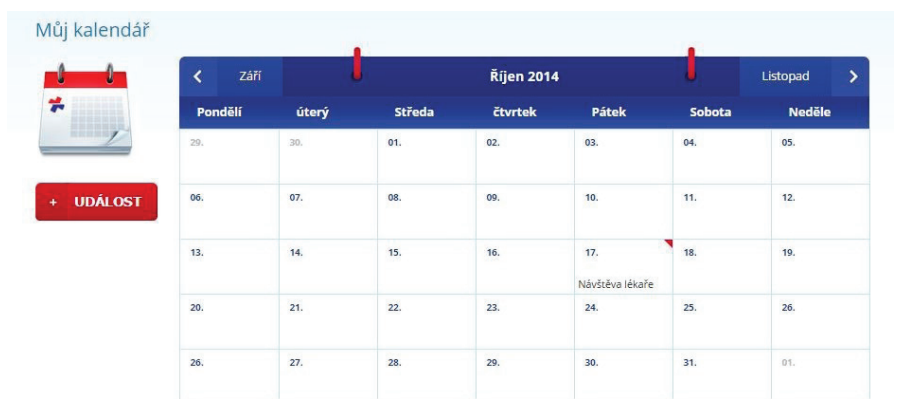 Můj kalendář
Září Říjen 2014 Listopad
Pondělí úterý Středa čtvrtek Pátek Sobota Neděle
29. 30. 01. 02. 03. 04. 05.
+ UDÁLOST
06. 07. 08. 09. 10. 11. 12.
13. 14. 15. 16. 17. 18. 19.
Návštěva lékaře
20. 21. 22. 23. 24. 25. 26.
26. 27. 28. 29. 30. 31. 01.